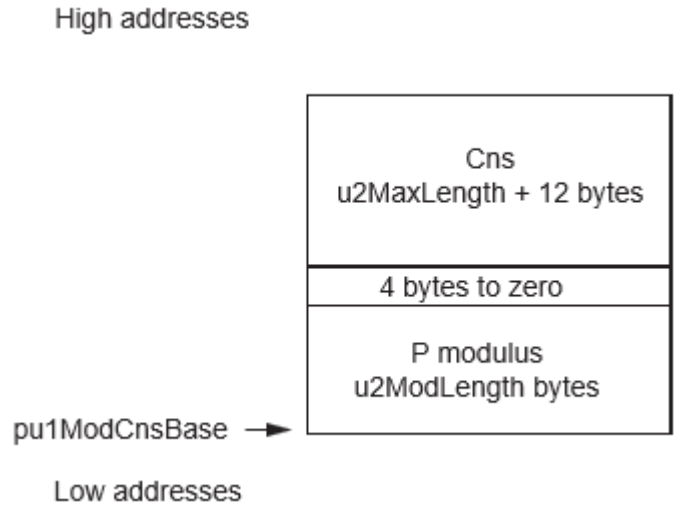 High addresses
Cns
u2MaxLength + 12 bytes
4 bytes to zero
P modulus
u2ModLength bytes
pu1ModCnsBase
Low addresses